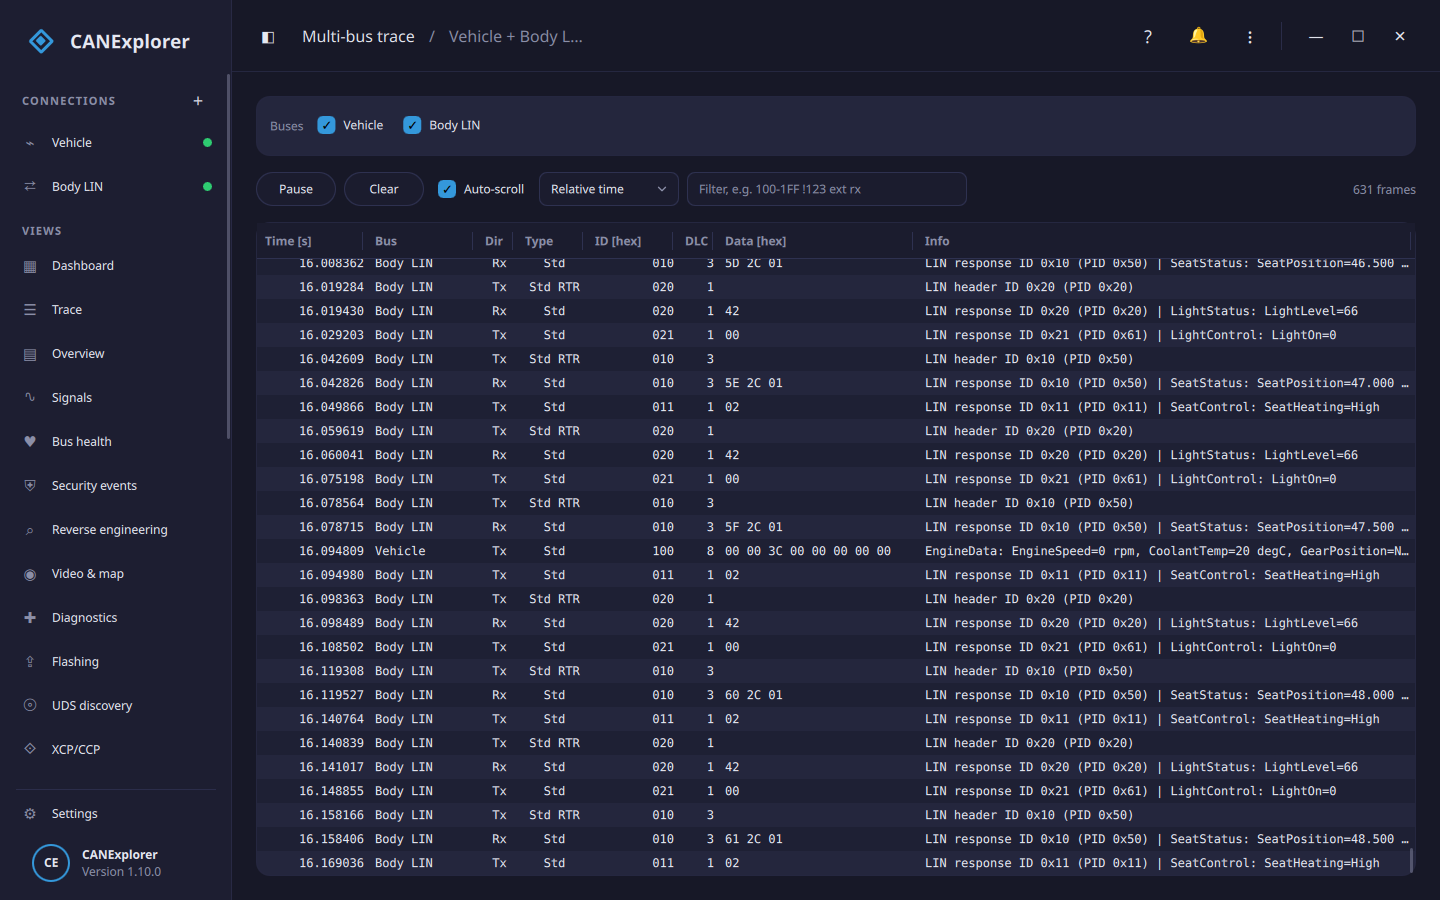 CANExplorer
Multi-bus trace / Vehicle + Body L...
?
CONNECTIONS +
Vehicle
Body LIN
VIEWS
Dashboard
Trace
Overview
Signals
Bus health
Security events
Reverse engineering
Video & map
Diagnostics
Flashing
UDS discovery
XCP/CCP
Settings
CE
CANExplorer
Version 1.10.0
Buses Vehicle Body LIN
Pause Clear Auto-scroll Relative time Filter, e.g. 100-1FF !123 ext rx 631 frames
Time [s] Bus Dir Type ID [hex] DLC Data [hex] Info
16.008362 Body LIN Rx Std 010 3 5D 2C 01 LIN response ID 0x10 (PID 0x50) | SeatStatus: SeatPosition=46.500 …
16.019284 Body LIN Tx Std RTR 020 1 LIN header ID 0x20 (PID 0x20)
16.019430 Body LIN Rx Std 020 1 42 LIN response ID 0x20 (PID 0x20) | LightStatus: LightLevel=66
16.029203 Body LIN Tx Std 021 1 00 LIN response ID 0x21 (PID 0x61) | LightControl: LightOn=0
16.042609 Body LIN Tx Std RTR 010 3 LIN header ID 0x10 (PID 0x50)
16.042826 Body LIN Rx Std 010 3 5E 2C 01 LIN response ID 0x10 (PID 0x50) | SeatStatus: SeatPosition=47.000 …
16.049866 Body LIN Tx Std 011 1 02 LIN response ID 0x11 (PID 0x11) | SeatControl: SeatHeating=High
16.059619 Body LIN Tx Std RTR 020 1 LIN header ID 0x20 (PID 0x20)
16.060041 Body LIN Rx Std 020 1 42 LIN response ID 0x20 (PID 0x20) | LightStatus: LightLevel=66
16.075198 Body LIN Tx Std 021 1 00 LIN response ID 0x21 (PID 0x61) | LightControl: LightOn=0
16.078564 Body LIN Tx Std RTR 010 3 LIN header ID 0x10 (PID 0x50)
16.078715 Body LIN Rx Std 010 3 5F 2C 01 LIN response ID 0x10 (PID 0x50) | SeatStatus: SeatPosition=47.500 …
16.094809 Vehicle Tx Std 100 8 00 00 3C 00 00 00 00 00 EngineData: EngineSpeed=0 rpm, CoolantTemp=20 degC, GearPosition=N…
16.094980 Body LIN Tx Std 011 1 02 LIN response ID 0x11 (PID 0x11) | SeatControl: SeatHeating=High
16.098363 Body LIN Tx Std RTR 020 1 LIN header ID 0x20 (PID 0x20)
16.098489 Body LIN Rx Std 020 1 42 LIN response ID 0x20 (PID 0x20) | LightStatus: LightLevel=66
16.108502 Body LIN Tx Std 021 1 00 LIN response ID 0x21 (PID 0x61) | LightControl: LightOn=0
16.119308 Body LIN Tx Std RTR 010 3 LIN header ID 0x10 (PID 0x50)
16.119527 Body LIN Rx Std 010 3 60 2C 01 LIN response ID 0x10 (PID 0x50) | SeatStatus: SeatPosition=48.000 …
16.140764 Body LIN Tx Std 011 1 02 LIN response ID 0x11 (PID 0x11) | SeatControl: SeatHeating=High
16.140839 Body LIN Tx Std RTR 020 1 LIN header ID 0x20 (PID 0x20)
16.141017 Body LIN Rx Std 020 1 42 LIN response ID 0x20 (PID 0x20) | LightStatus: LightLevel=66
16.148855 Body LIN Tx Std 021 1 00 LIN response ID 0x21 (PID 0x61) | LightControl: LightOn=0
16.158166 Body LIN Tx Std RTR 010 3 LIN header ID 0x10 (PID 0x50)
16.158406 Body LIN Rx Std 010 3 61 2C 01 LIN response ID 0x10 (PID 0x50) | SeatStatus: SeatPosition=48.500 …
16.169036 Body LIN Tx Std 011 1 02 LIN response ID 0x11 (PID 0x11) | SeatControl: SeatHeating=High